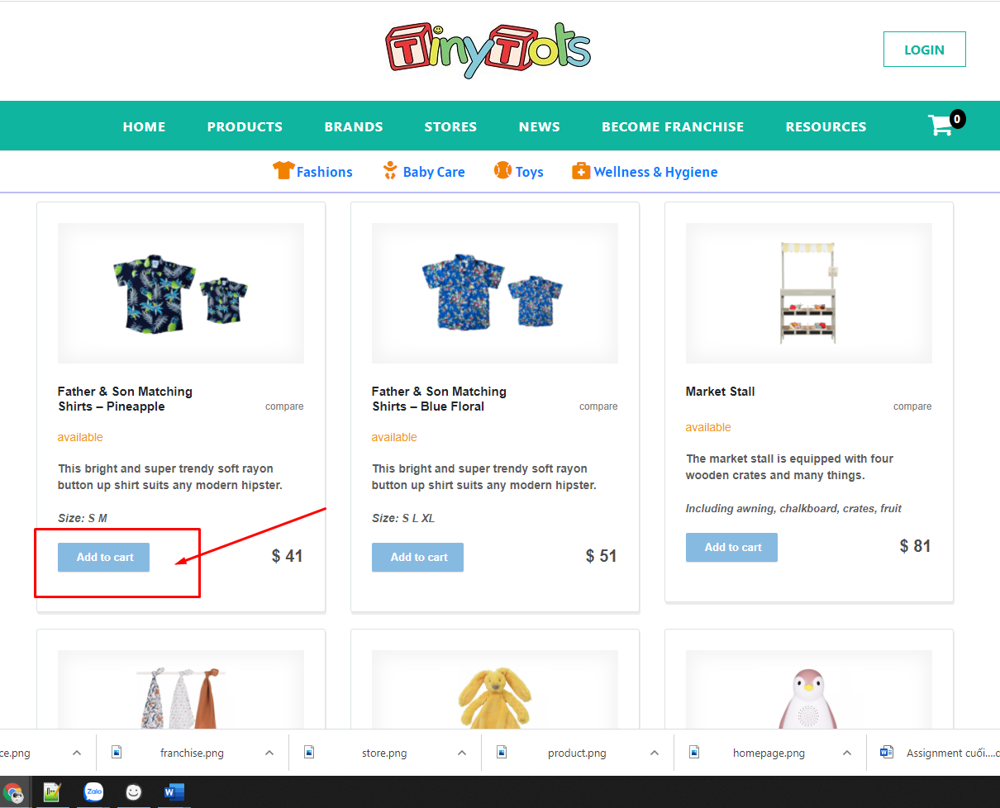 TinyTots
LOGIN
HOME PRODUCTS BRANDS STORES NEWS BECOME FRANCHISE RESOURCES 0
Fashions Baby Care Toys Wellness & Hygiene
Father & Son Matching
Shirts – Pineapple
compare
available
This bright and super trendy soft rayon
button up shirt suits any modern hipster.
Size: S M
Add to cart $ 41
Father & Son Matching
Shirts – Blue Floral
compare
available
This bright and super trendy soft rayon
button up shirt suits any modern hipster.
Size: S L XL
Add to cart $ 51
Market Stall
compare
available
The market stall is equipped with four
wooden crates and many things.
Including awning, chalkboard, crates, fruit
Add to cart $ 81
ce.png franchise.png store.png product.png homepage.png Assignment cuối....d
Zalo W